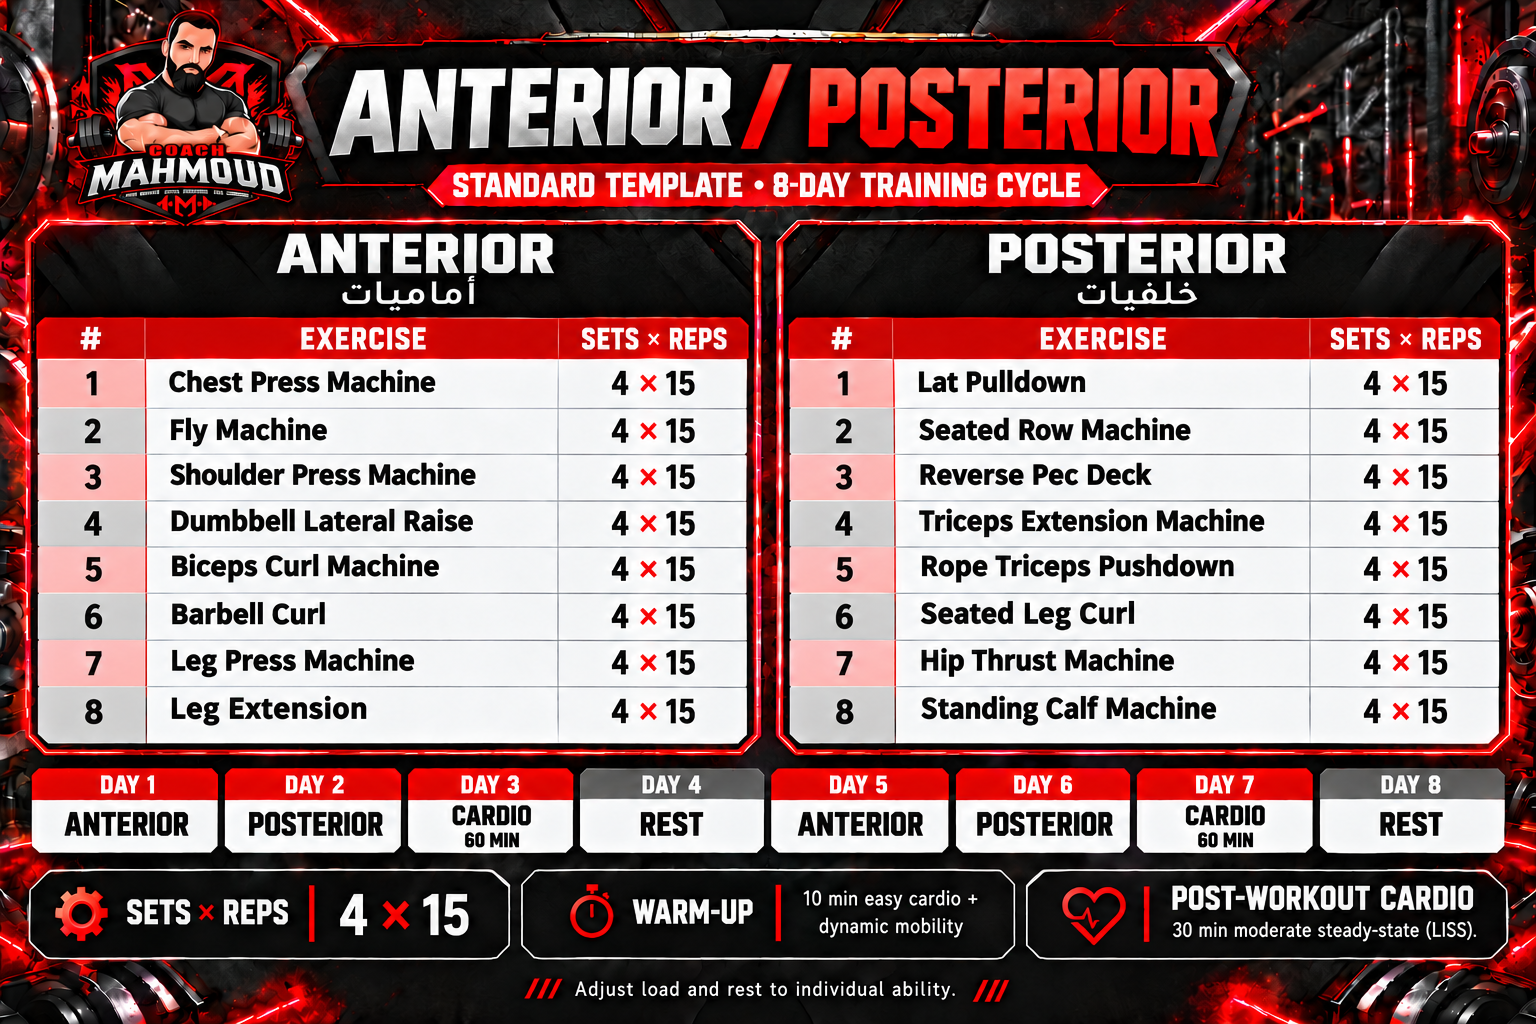 COACH
MAHMOUD
M
ANTERIOR / POSTERIOR
STANDARD TEMPLATE • 8-DAY TRAINING CYCLE
ANTERIOR
أماميات
# EXERCISE SETS × REPS
1 Chest Press Machine 4 × 15
2 Fly Machine 4 × 15
3 Shoulder Press Machine 4 × 15
4 Dumbbell Lateral Raise 4 × 15
5 Biceps Curl Machine 4 × 15
6 Barbell Curl 4 × 15
7 Leg Press Machine 4 × 15
8 Leg Extension 4 × 15
POSTERIOR
خلفيات
# EXERCISE SETS × REPS
1 Lat Pulldown 4 × 15
2 Seated Row Machine 4 × 15
3 Reverse Pec Deck 4 × 15
4 Triceps Extension Machine 4 × 15
5 Rope Triceps Pushdown 4 × 15
6 Seated Leg Curl 4 × 15
7 Hip Thrust Machine 4 × 15
8 Standing Calf Machine 4 × 15
DAY 1
ANTERIOR
DAY 2
POSTERIOR
DAY 3
CARDIO
60 MIN
DAY 4
REST
DAY 5
ANTERIOR
DAY 6
POSTERIOR
DAY 7
CARDIO
60 MIN
DAY 8
REST
SETS × REPS | 4 × 15
WARM-UP
10 min easy cardio +
dynamic mobility
POST-WORKOUT CARDIO
30 min moderate steady-state (LISS).
/// Adjust load and rest to individual ability. ///